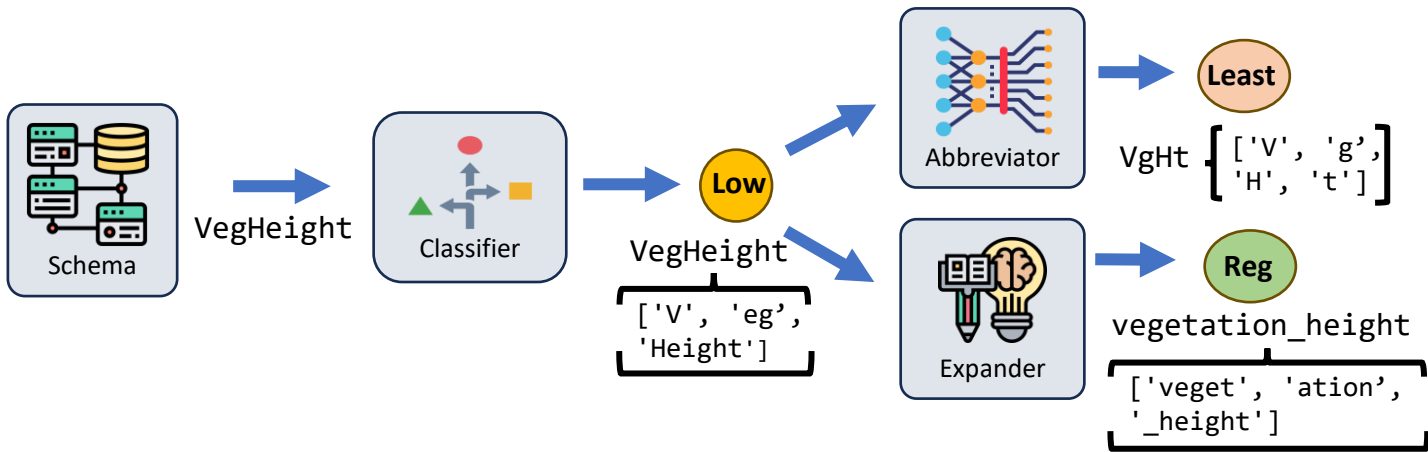 Schema
VegHeight
Classifier
Low
VegHeight
['V', 'eg’,
'Height']
Abbreviator
Least
VgHt
['V', 'g’,
'H', 't']
Expander
Reg
vegetation_height
['veget', 'ation’,
'_height']